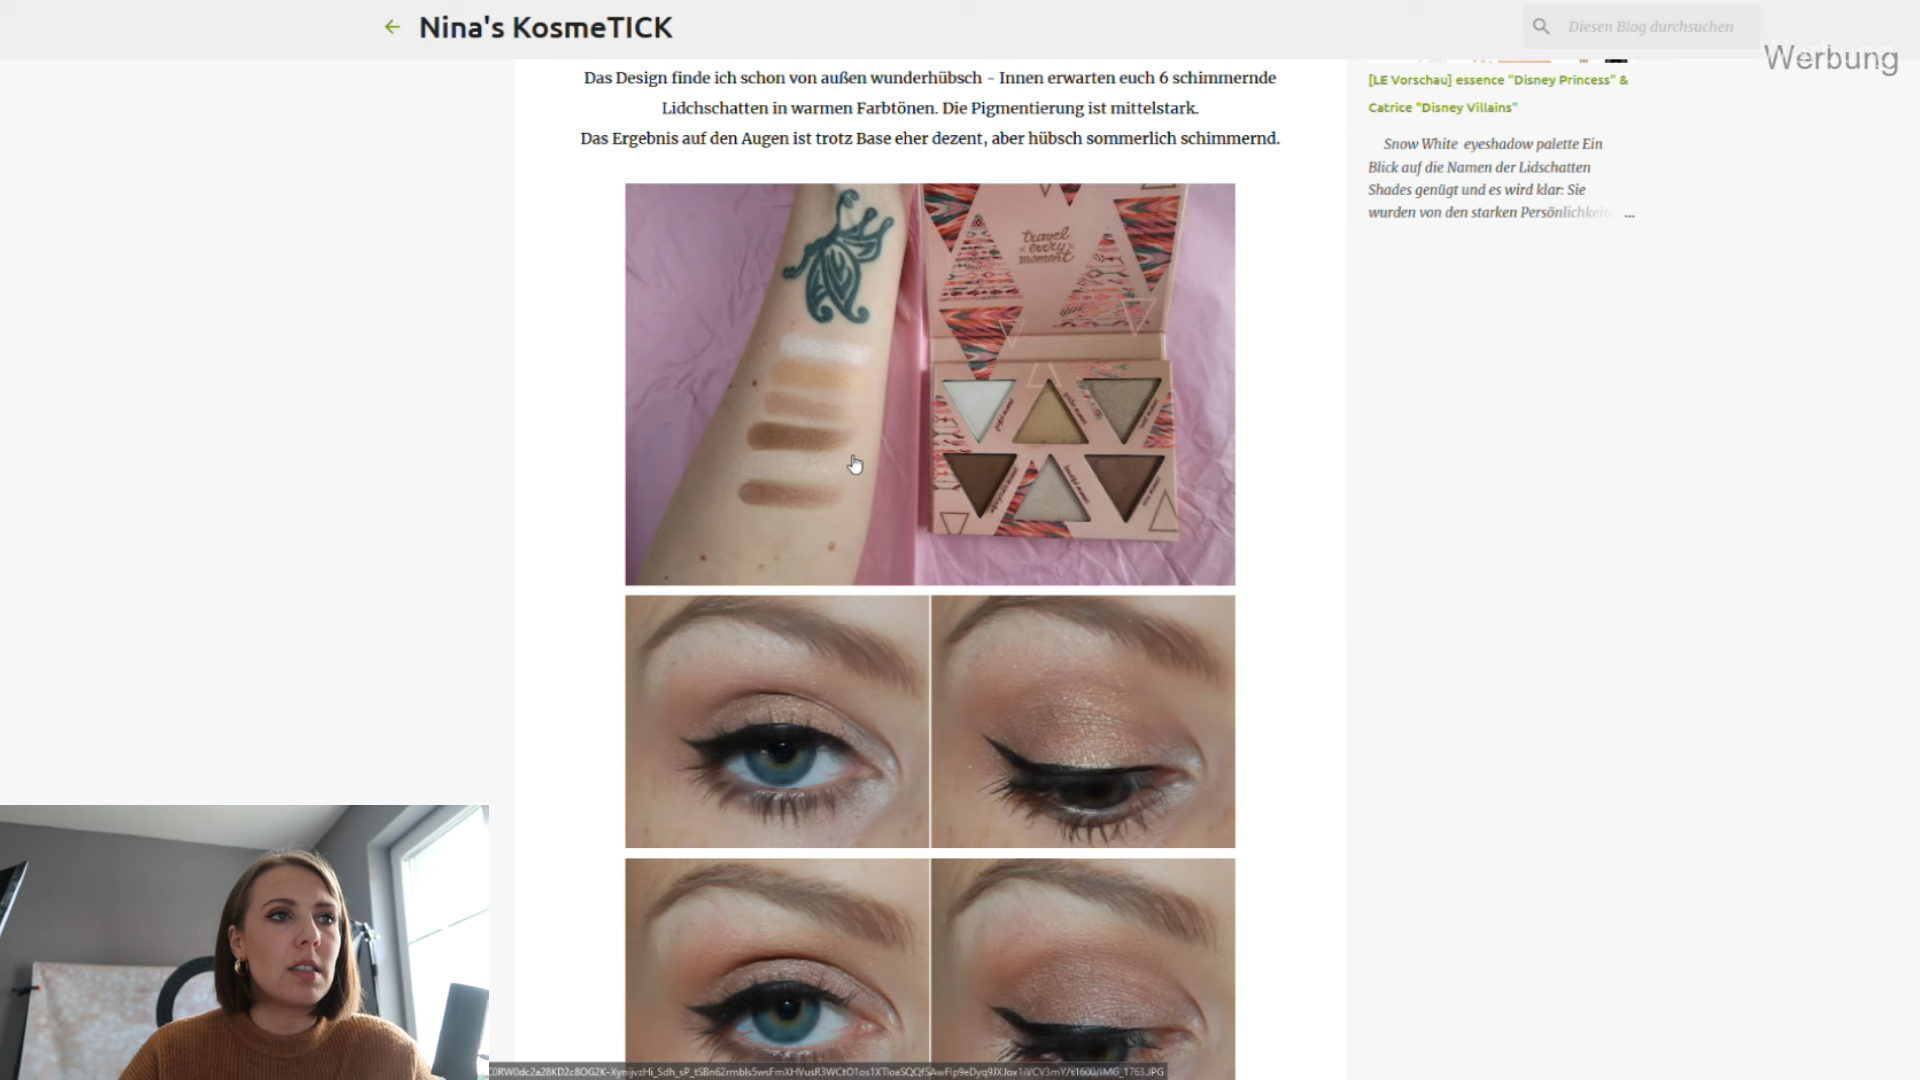 Nina's KosmeTICK
Diesen Blog durchsuchen
Werbung
Das Design finde ich schon von außen wunderhübsch - Innen erwarten euch 6 schimmernde
Lidchschatten in warmen Farbtönen. Die Pigmentierung ist mittelstark.
Das Ergebnis auf den Augen ist trotz Base eher dezent, aber hübsch sommerlich schimmernd.
[LE Vorschau] essence "Disney Princess" &
Catrice "Disney Villains"
Snow White eyeshadow palette Ein
Blick auf die Namen der Lidschatten
Shades genügt und es wird klar: Sie
wurden von den starken Persönlichkeit ...
travel
every
moment